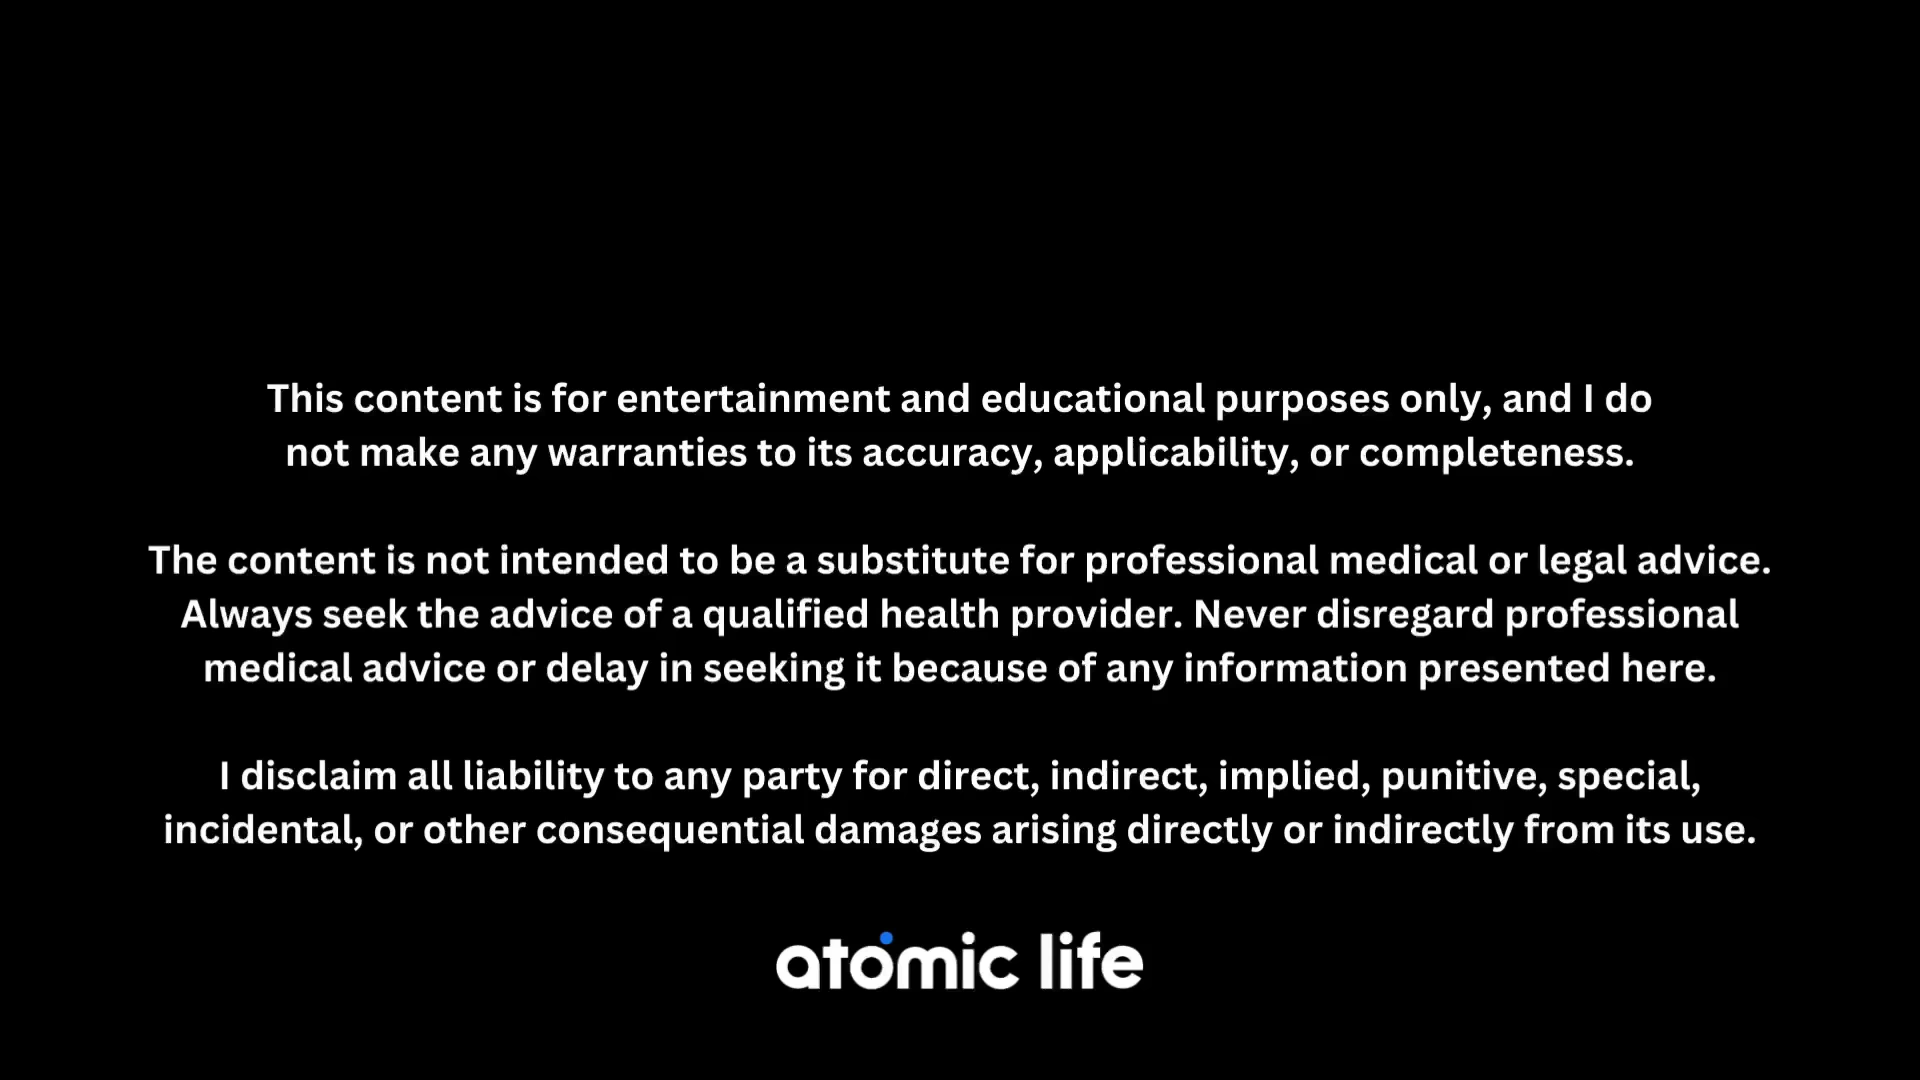 This content is for entertainment and educational purposes only, and I do
not make any warranties to its accuracy, applicability, or completeness.
The content is not intended to be a substitute for professional medical or legal advice.
Always seek the advice of a qualified health provider. Never disregard professional
medical advice or delay in seeking it because of any information presented here.
I disclaim all liability to any party for direct, indirect, implied, punitive, special,
incidental, or other consequential damages arising directly or indirectly from its use.
atomic life